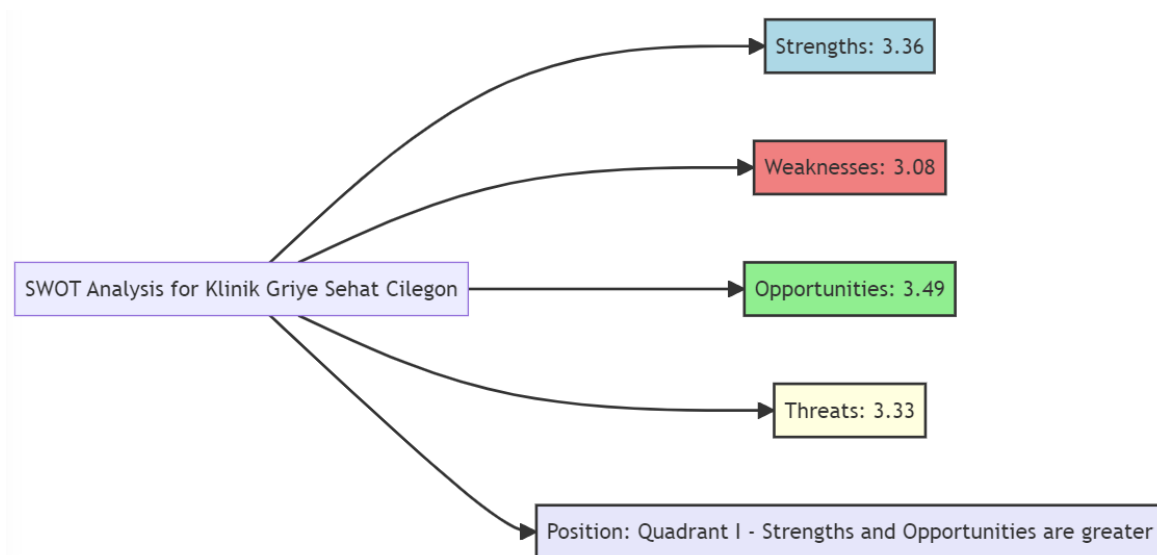 Strengths: 3.36
Weaknesses: 3.08
SWOT Analysis for Klinik Griye Sehat Cilegon
Opportunities: 3.49
Threats: 3.33
Position: Quadrant I - Strengths and Opportunities are greater